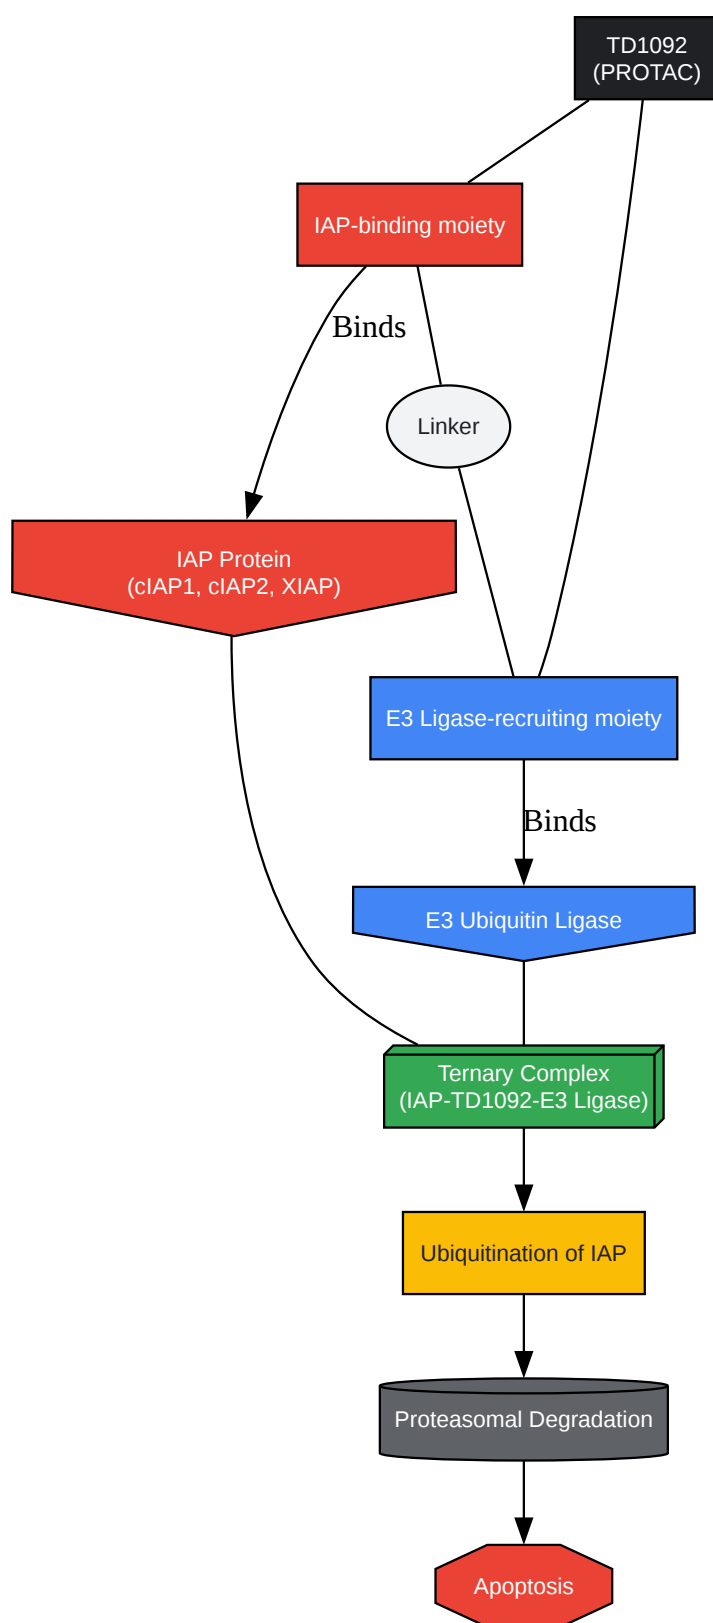 TD1092
(PROTAC)
IAP-binding moiety
Binds
Linker
IAP Protein
(cIAP1, cIAP2, XIAP)
E3 Ligase-recruiting moiety
Binds
E3 Ubiquitin Ligase
Ternary Complex
(IAP-TD1092-E3 Ligase)
Ubiquitination of IAP
Proteasomal Degradation
Apoptosis